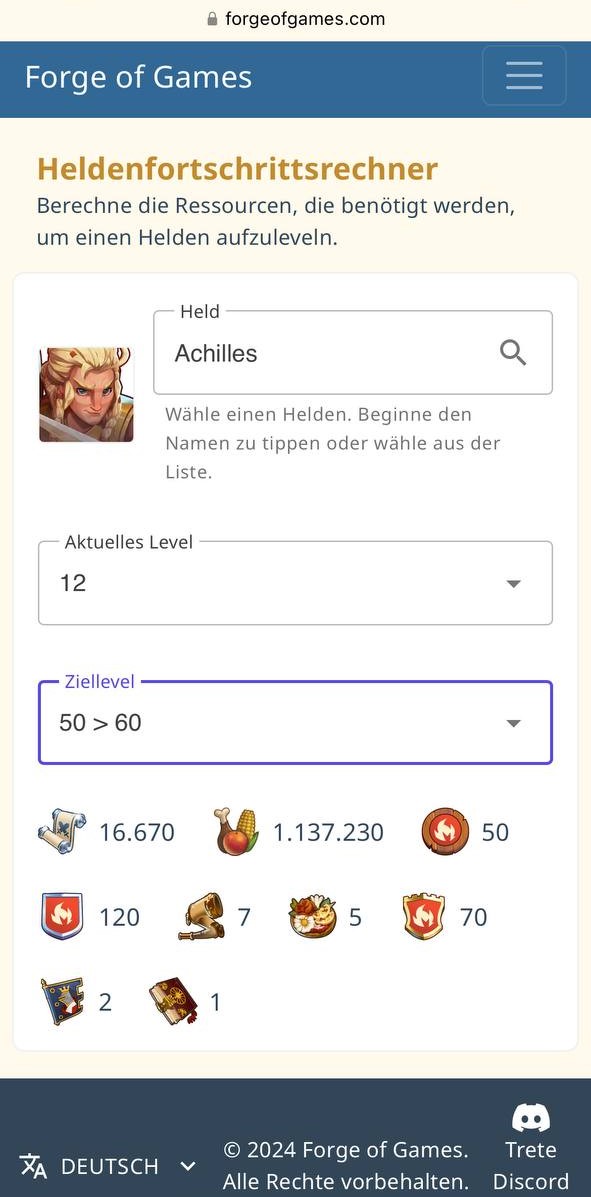 forgeofgames.com
Forge of Games
Heldenfortschrittsrechner
Berechne die Ressourcen, die benötigt werden,
um einen Helden aufzuleveln.
Held
Achilles
Wähle einen Helden. Beginne den
Namen zu tippen oder wähle aus der
Liste.
Aktuelles Level
12
Ziellevel
50 > 60
16.670 1.137.230 50
120 7 5 70
2 1
DEUTSCH
© 2024 Forge of Games.
Alle Rechte vorbehalten.
Trete
Discord